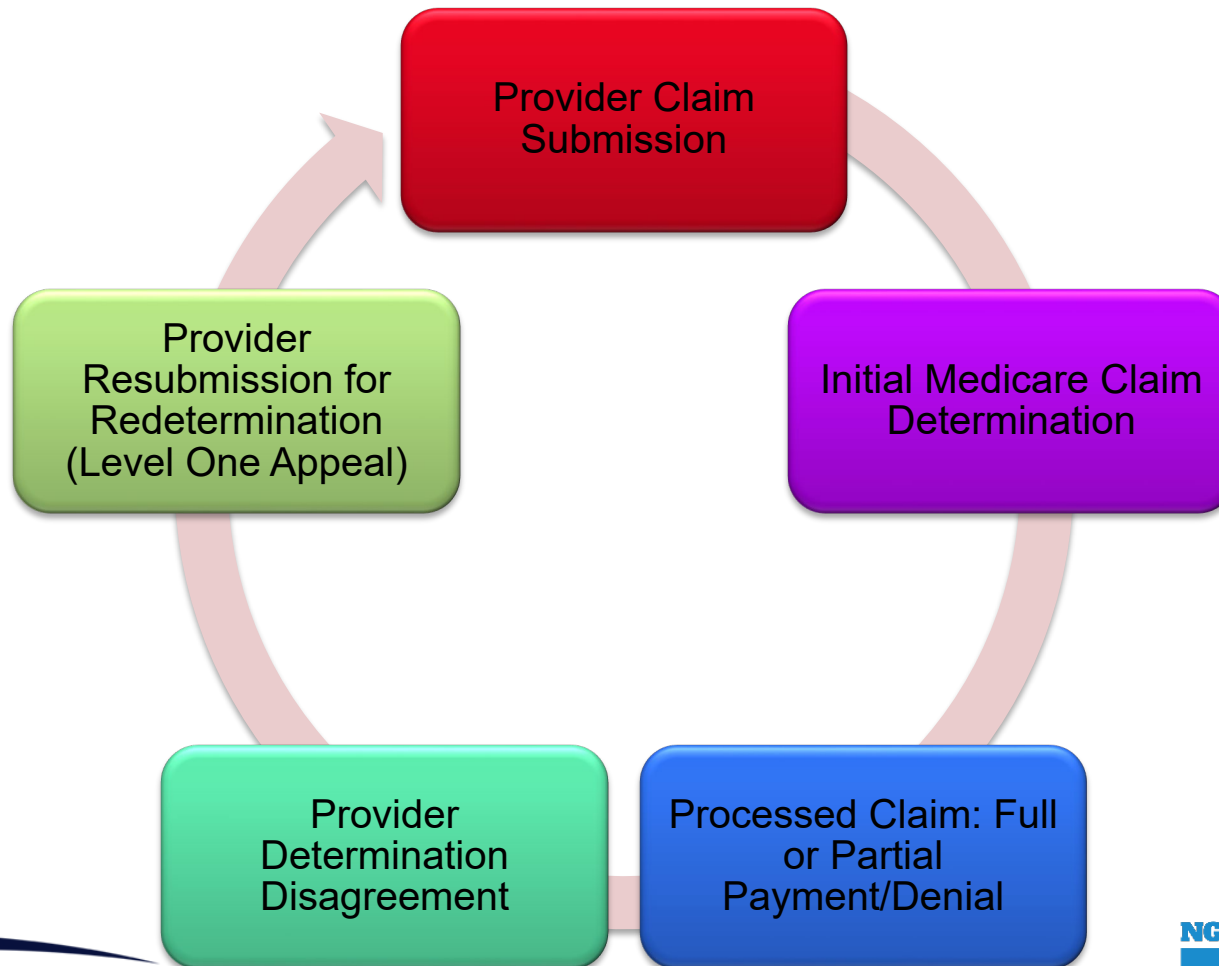 Provider Claim
Submission
Initial Medicare Claim
Determination
Processed Claim: Full
or Partial
Payment/Denial
Provider
Determination
Disagreement
Provider
Resubmission for
Redetermination
(Level One Appeal)
NG